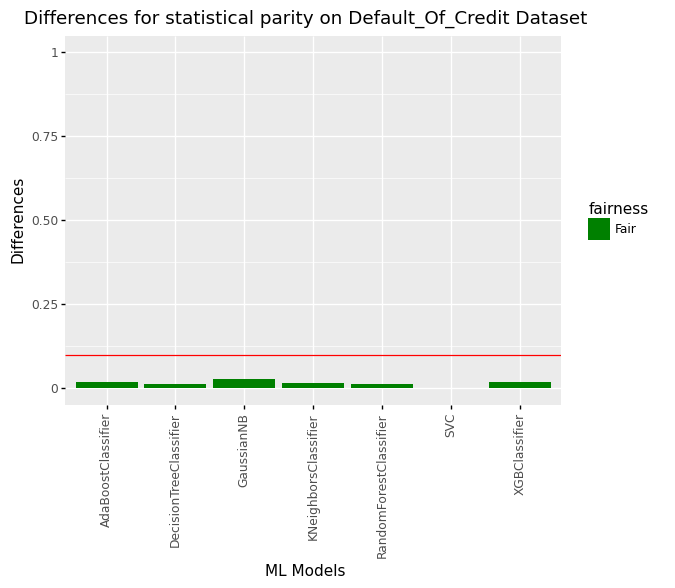 Differences for statistical parity on Default_Of_Credit Dataset
1
0.75
0.50
0.25
0
Differences
fairness
Fair
AdaBoostClassifier
DecisionTreeClassifier
GaussianNB
KNeighborsClassifier
RandomForestClassifier
SVC
XGBClassifier
ML Models